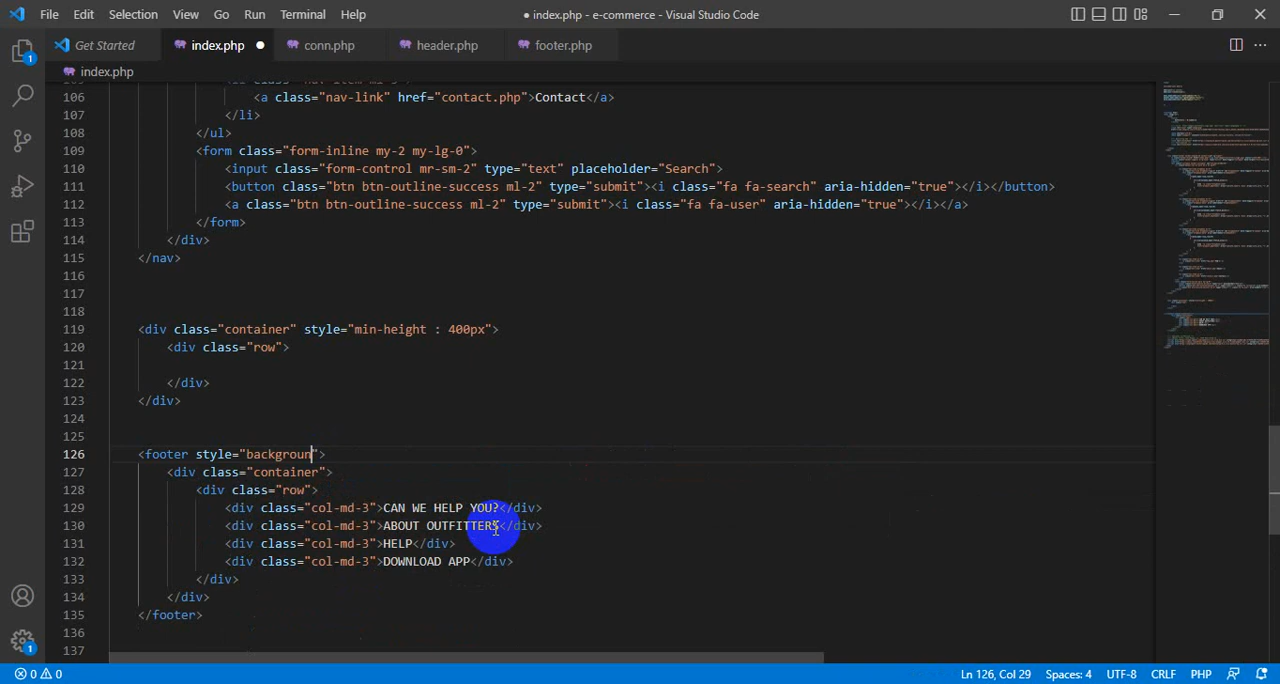 File Edit Selection View Go Run Terminal Help
● index.php - e-commerce - Visual Studio Code
Get Started index.php conn.php header.php footer.php
index.php
106 <a class="nav-link" href="contact.php">Contact</a>
107 </li>
108 </ul>
109 <form class="form-inline my-2 my-lg-0">
110 <input class="form-control mr-sm-2" type="text" placeholder="Search">
111 <button class="btn btn-outline-success ml-2" type="submit"><i class="fa fa-search" aria-hidden="true"></i></button>
112 <a class="btn btn-outline-success ml-2" type="submit"><i class="fa fa-user" aria-hidden="true"></i></a>
113 </form>
114 </div>
115 </nav>
116
117
118
119 <div class="container" style="min-height : 400px">
120 <div class="row">
121
122 </div>
123 </div>
124
125
126 <footer style="backgroun">
127 <div class="container">
128 <div class="row">
129 <div class="col-md-3">CAN WE HELP YOU?</div>
130 <div class="col-md-3">ABOUT OUTFITTERS</div>
131 <div class="col-md-3">HELP</div>
132 <div class="col-md-3">DOWNLOAD APP</div>
133 </div>
134 </div>
135 </footer>
136
137
1
1
0 0 Ln 126, Col 29 Spaces: 4 UTF-8 CRLF PHP